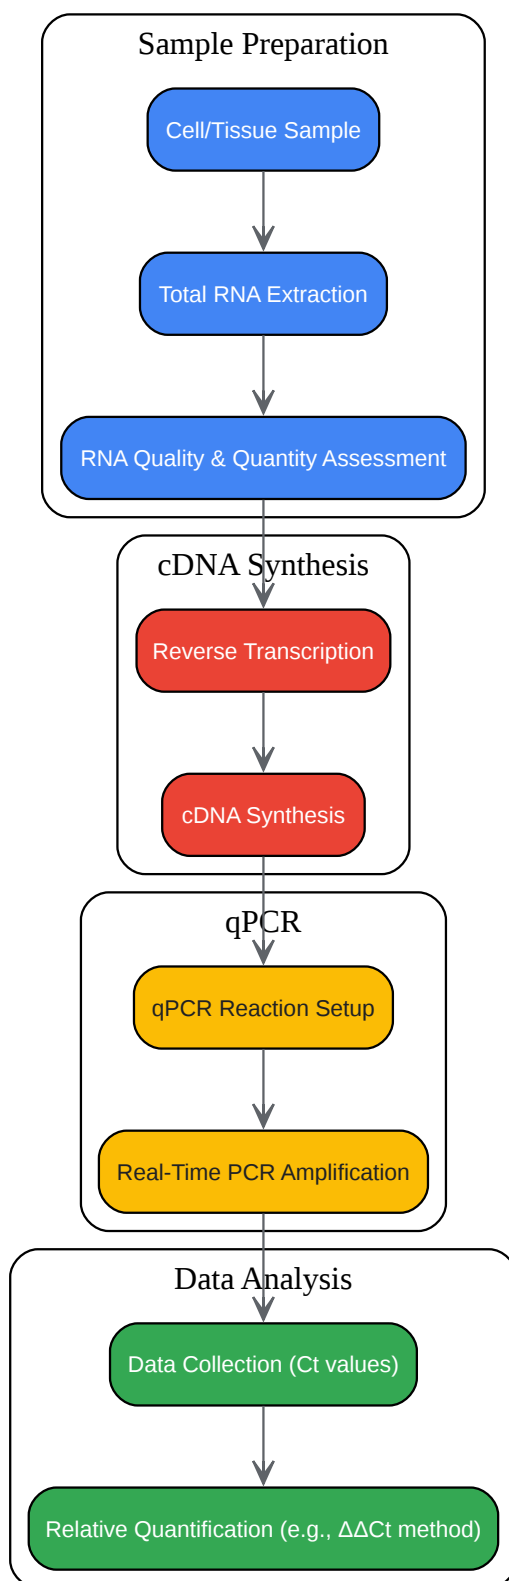 Sample Preparation
Cell/Tissue Sample
Total RNA Extraction
RNA Quality & Quantity Assessment
cDNA Synthesis
Reverse Transcription
cDNA Synthesis
qPCR
qPCR Reaction Setup
Real-Time PCR Amplification
Data Analysis
Data Collection (Ct values)
Relative Quantification (e.g., ΔΔCt method)